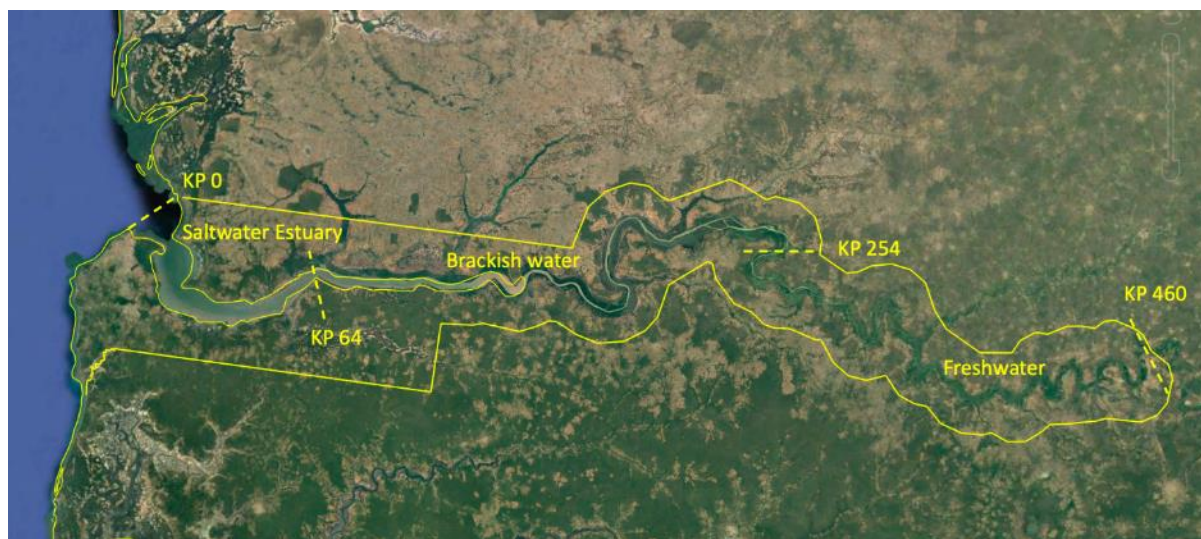 KP 0
Saltwater Estuary
Brackish water
KP 254
KP 64
KP 460
Freshwater